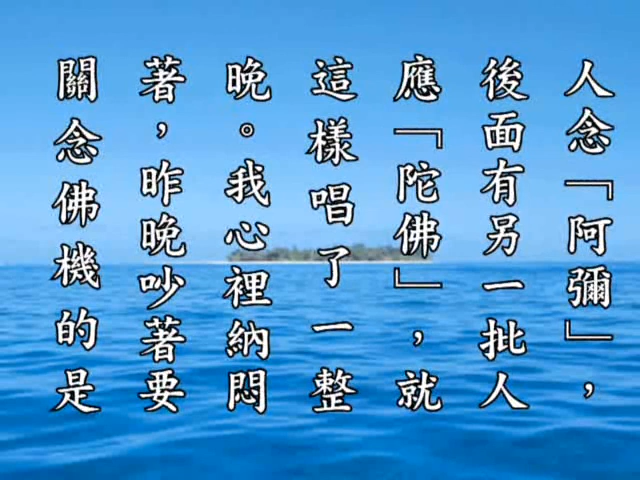 人念「阿彌」，
後面有另一批人
應「陀佛」，就
這樣唱了一整
晚。我心裡納悶
著，昨晚吵著要
關念佛機的是